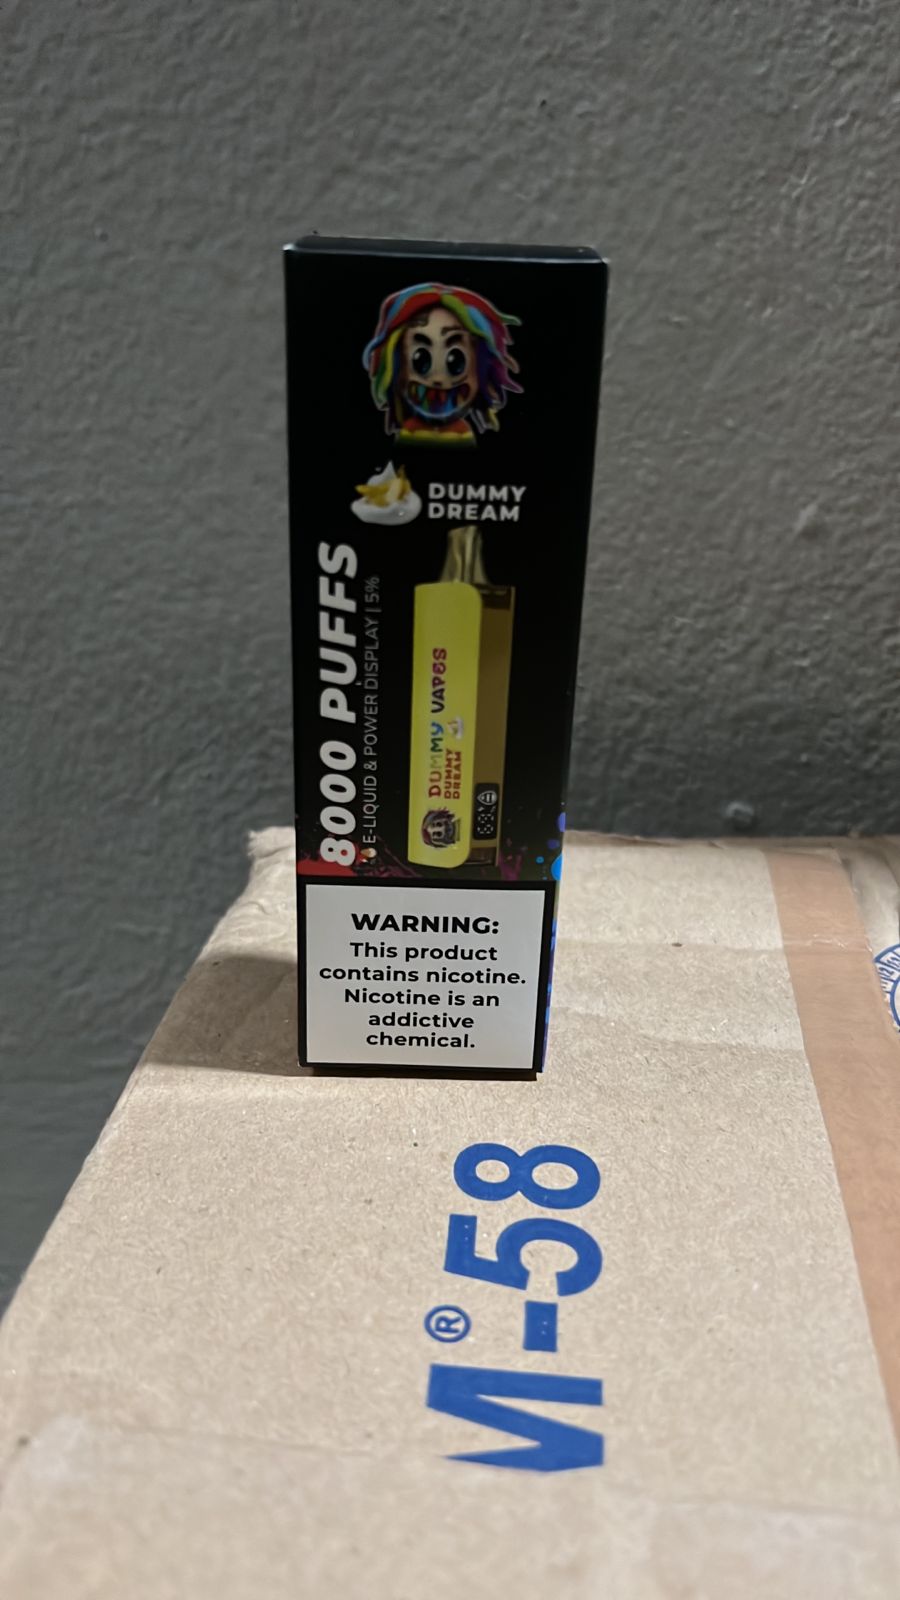 DUMMY
DREAM
8000 PUFFS
E-LIQUID & POWER DISPLAY | 5%
DUMMY VAPES
DUMMY
DREAM
WARNING:
This product
contains nicotine.
Nicotine is an
addictive
chemical.
M®-58